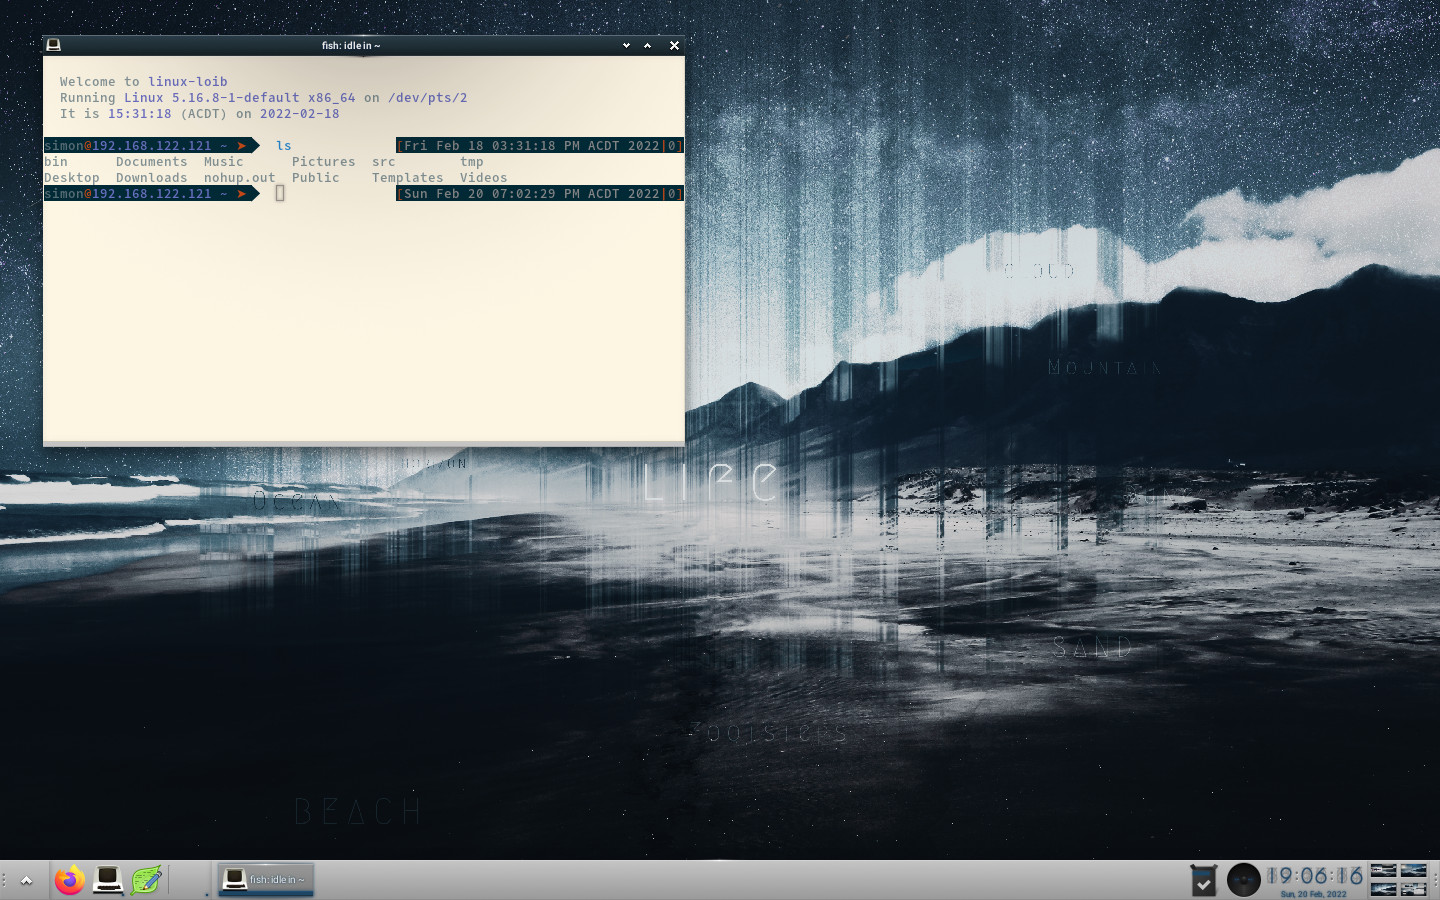 fish: idle in ~
Welcome to linux-loib
Running Linux 5.16.8-1-default x86_64 on /dev/pts/2
It is 15:31:18 (ACDT) on 2022-02-18
simon@192.168.122.121 ~ ➤ ls [Fri Feb 18 03:31:18 PM ACDT 2022|0]
bin Documents Music Pictures src tmp
Desktop Downloads nohup.out Public Templates Videos
simon@192.168.122.121 ~ ➤ [Sun Feb 20 07:02:29 PM ACDT 2022|0]
CLOUD
MOUNTAIN
HORIZON
LIFE
OCEAN
SAND
FOOTSTEPS
BEACH
fish: idle in ~
19:06:16
Sun, 20 Feb, 2022